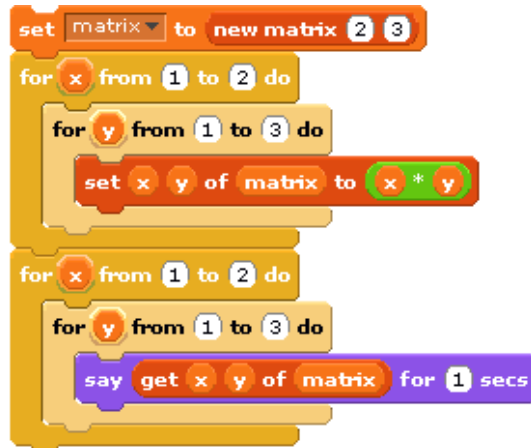 set matrix to new matrix 2 3
for x from 1 to 2 do
for y from 1 to 3 do
set x y of matrix to x * y
for x from 1 to 2 do
for y from 1 to 3 do
say get x y of matrix for 1 secs